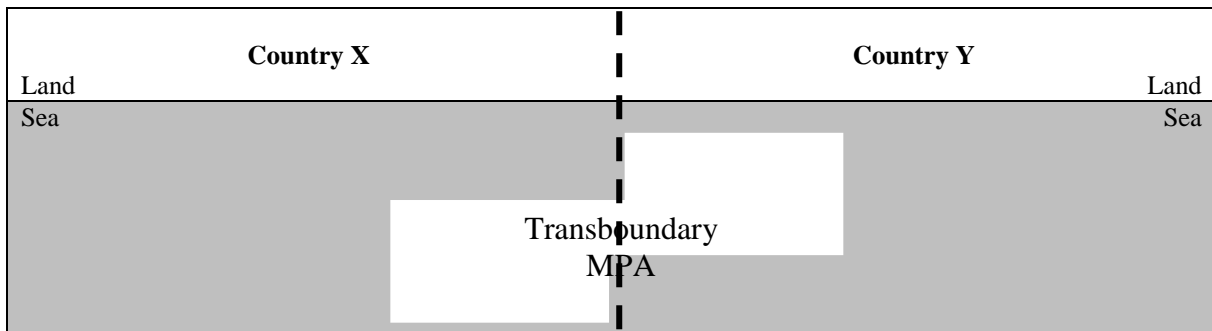 Country X
Country Y
Land
Land
Sea
Sea
Transboundary
MPA